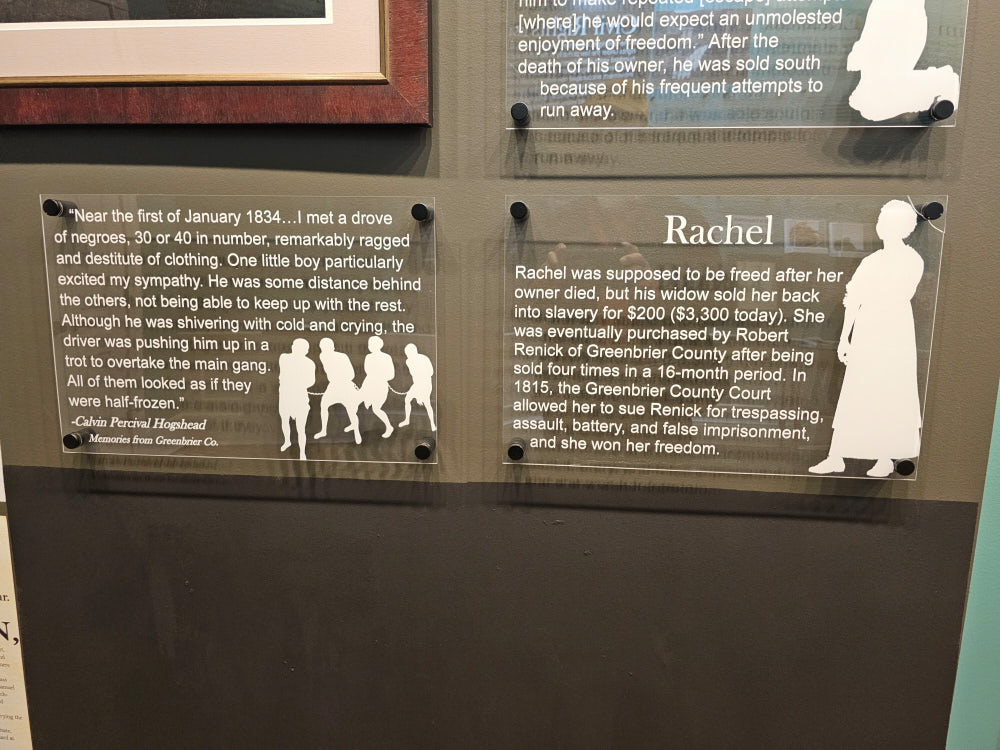 him to make repeated [escape]
[where] he would expect an unmolested
enjoyment of freedom.” After the
death of his owner, he was sold south
because of his frequent attempts to
run away.
“Near the first of January 1834…I met a drove
of negroes, 30 or 40 in number, remarkably ragged
and destitute of clothing. One little boy particularly
excited my sympathy. He was some distance behind
the others, not being able to keep up with the rest.
Although he was shivering with cold and crying, the
driver was pushing him up in a
trot to overtake the main gang.
All of them looked as if they
were half-frozen.”
-Calvin Percival Hogshead
Memories from Greenbrier Co.
Rachel
Rachel was supposed to be freed after her
owner died, but his widow sold her back
into slavery for $200 ($3,300 today). She
was eventually purchased by Robert
Renick of Greenbrier County after being
sold four times in a 16-month period. In
1815, the Greenbrier County Court
allowed her to sue Renick for trespassing,
assault, battery, and false imprisonment,
and she won her freedom.